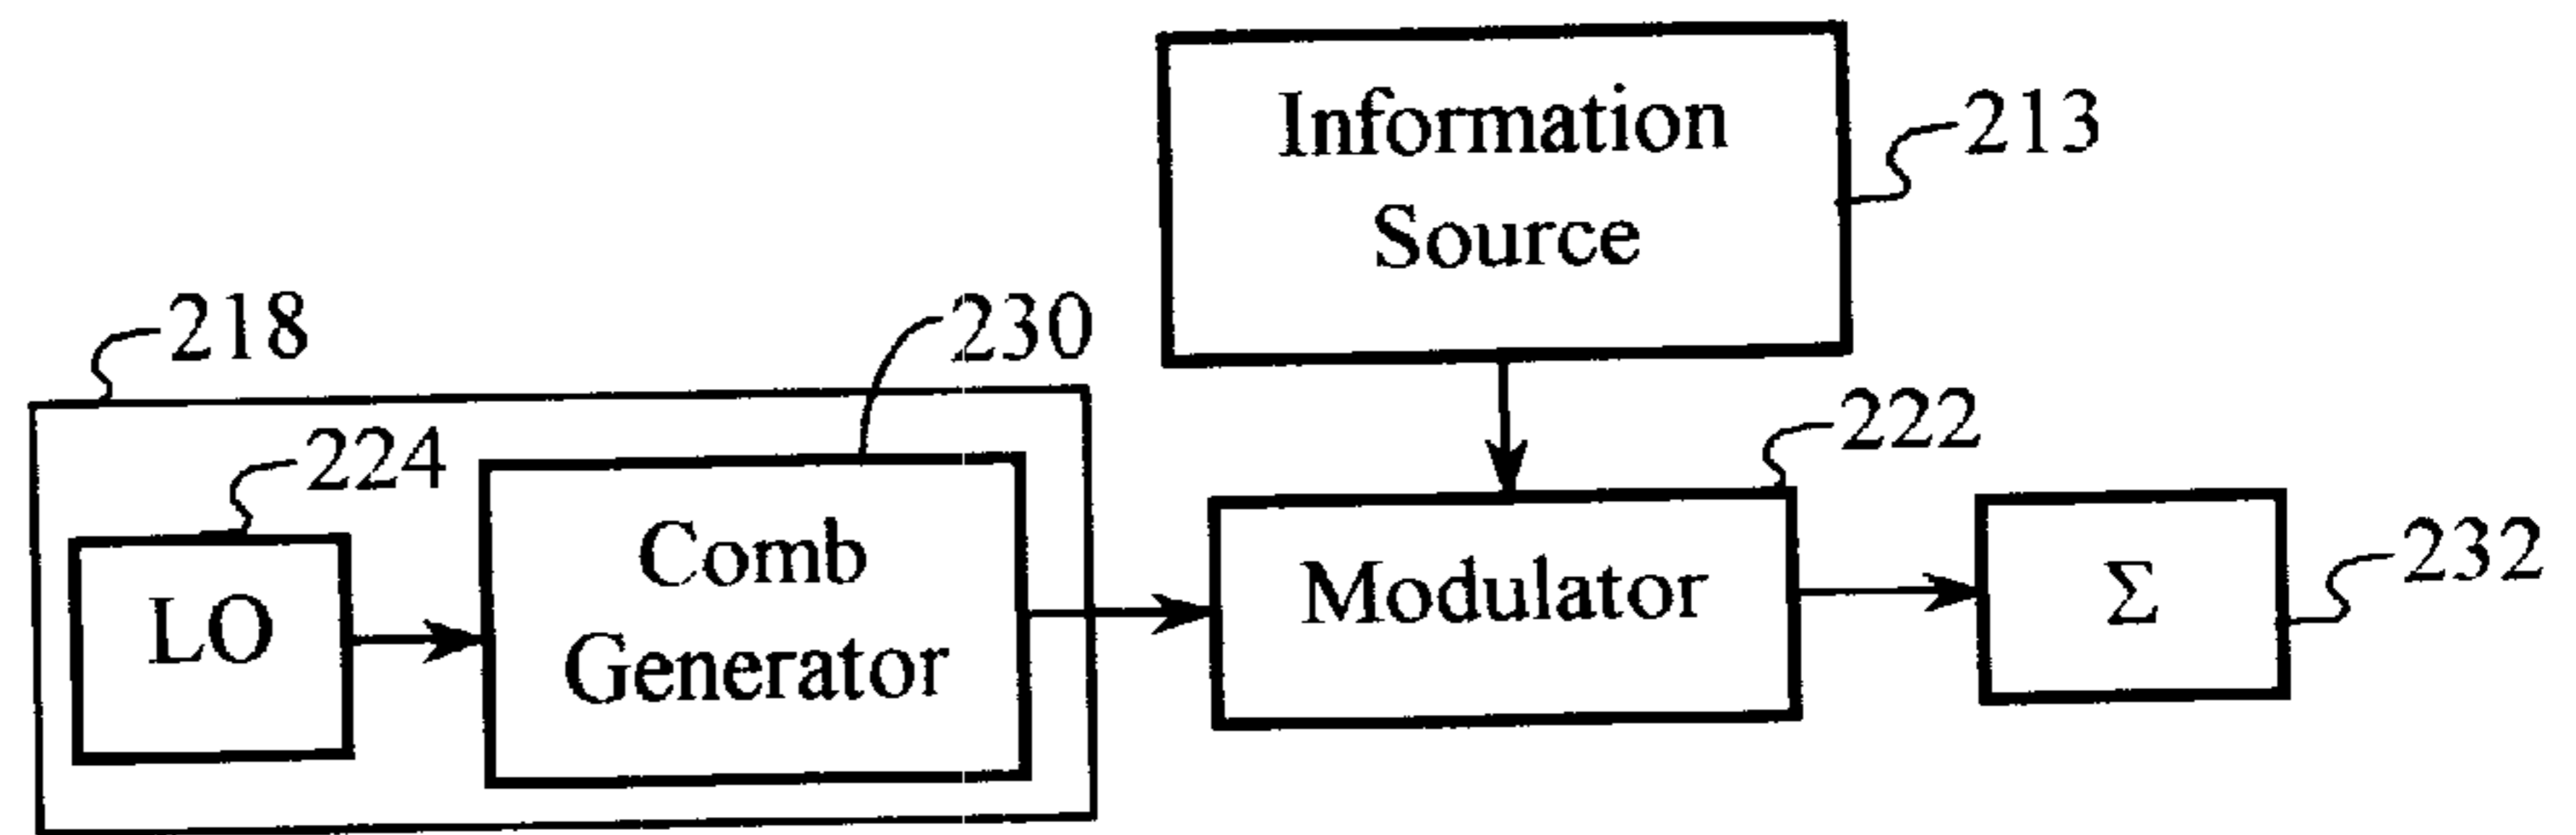 Information
Source
213
218
230
224
222
LO
Comb
Generator
Modulator
Σ
232